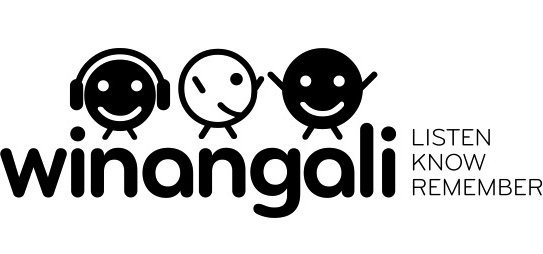 winangali
LISTEN
KNOW
REMEMBER